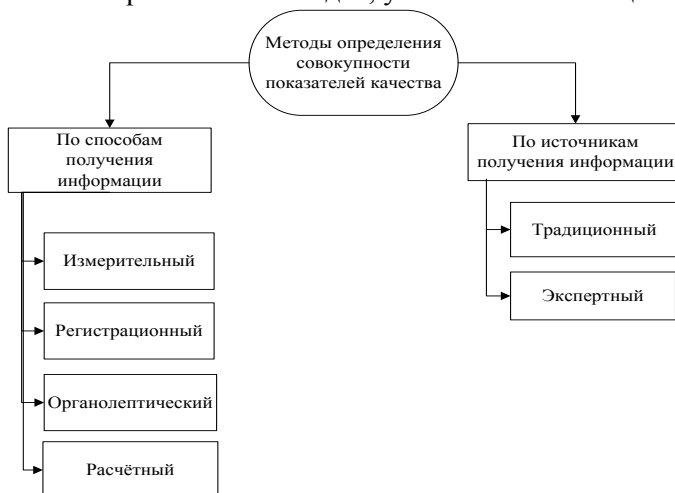 Методы определения
совокупности
показателей качества
По способам
получения
информации
Измерительный
Регистрационный
Органолептический
Расчётный
По источникам
получения информации
Традиционный
Экспертный